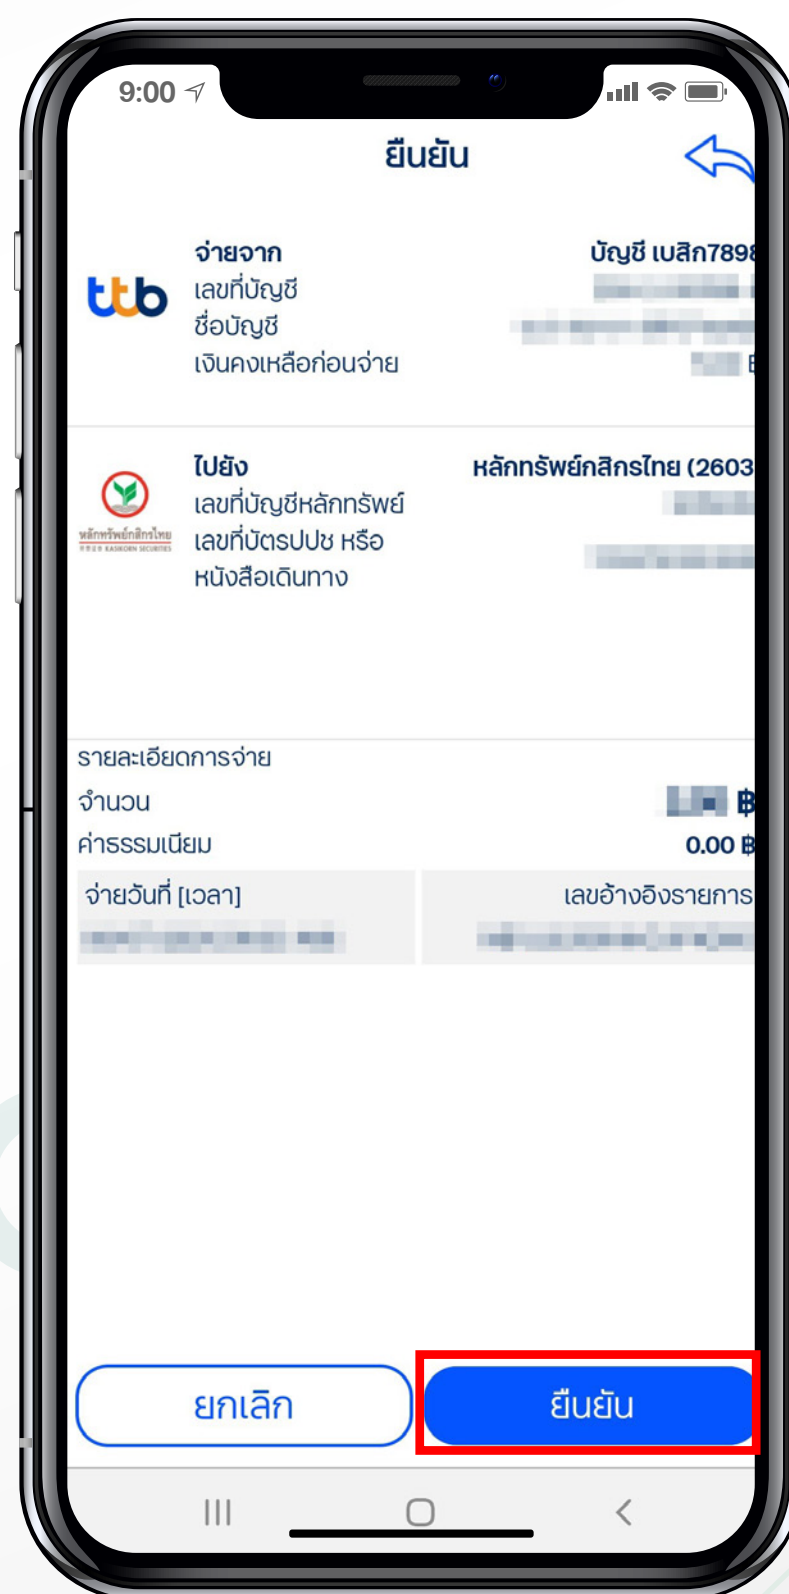 9:00
ยืนยัน
จ่ายจาก
บัญชี เบสิก7898
ttb
เลขที่บัญชี
ชื่อบัญชี
เงินคงเหลือก่อนจ่าย
ไปยัง
หลักทรัพย์กสิกรไทย (2603
เลขที่บัญชีหลักทรัพย์
หลักทรัพย์กสิกรไทย
KASIKORN SECURITIES
เลขที่บัตรปปช หรือ
หนังสือเดินทาง
รายละเอียดการจ่าย
จำนวน
฿
ค่าธรรมเนียม
0.00 ฿
จ่ายวันที่ [เวลา]
เลขอ้างอิงรายการ
ยกเลิก
ยืนยัน